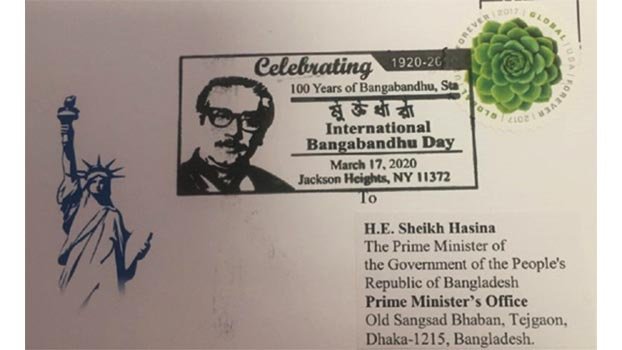 Celebrating 1920-20
100 Years of Bangabandhu, Sta
মুক্তধারা
International
Bangabandhu Day
March 17, 2020
Jackson Heights, NY 11372
GLOBAL USA FOREVER 2017
To
H.E. Sheikh Hasina
The Prime Minister of
the Government of the People's
Republic of Bangladesh
Prime Minister's Office
Old Sangsad Bhaban, Tejgaon,
Dhaka-1215, Bangladesh.